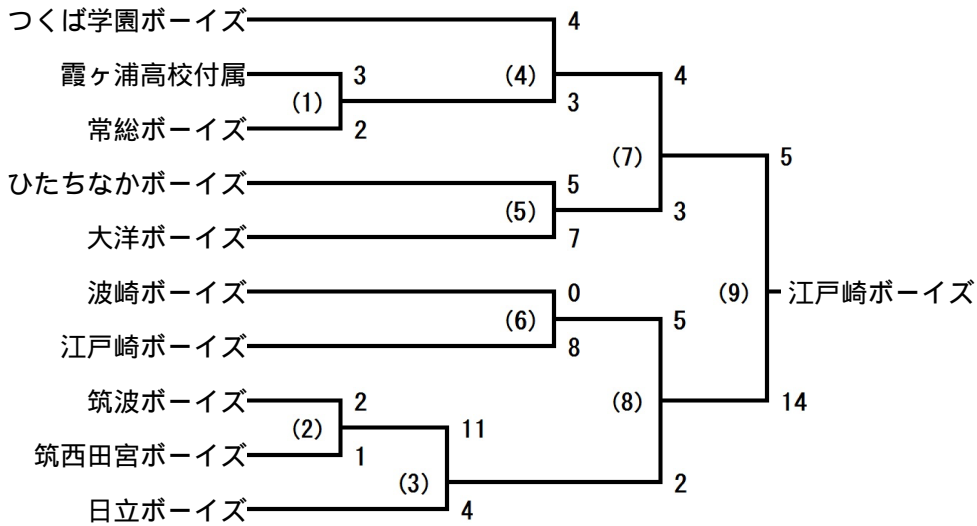 つくば学園ボーイズ 4
霞ヶ浦高校付属 3 (4) 4
(1) 3
常総ボーイズ 2
(7) 5
ひたちなかボーイズ 5
(5) 3
大洋ボーイズ 7
波崎ボーイズ 0 (9) 江戸崎ボーイズ
(6) 5
江戸崎ボーイズ 8
筑波ボーイズ 2 (8) 14
(2) 11
筑西田宮ボーイズ 1
(3) 2
日立ボーイズ 4